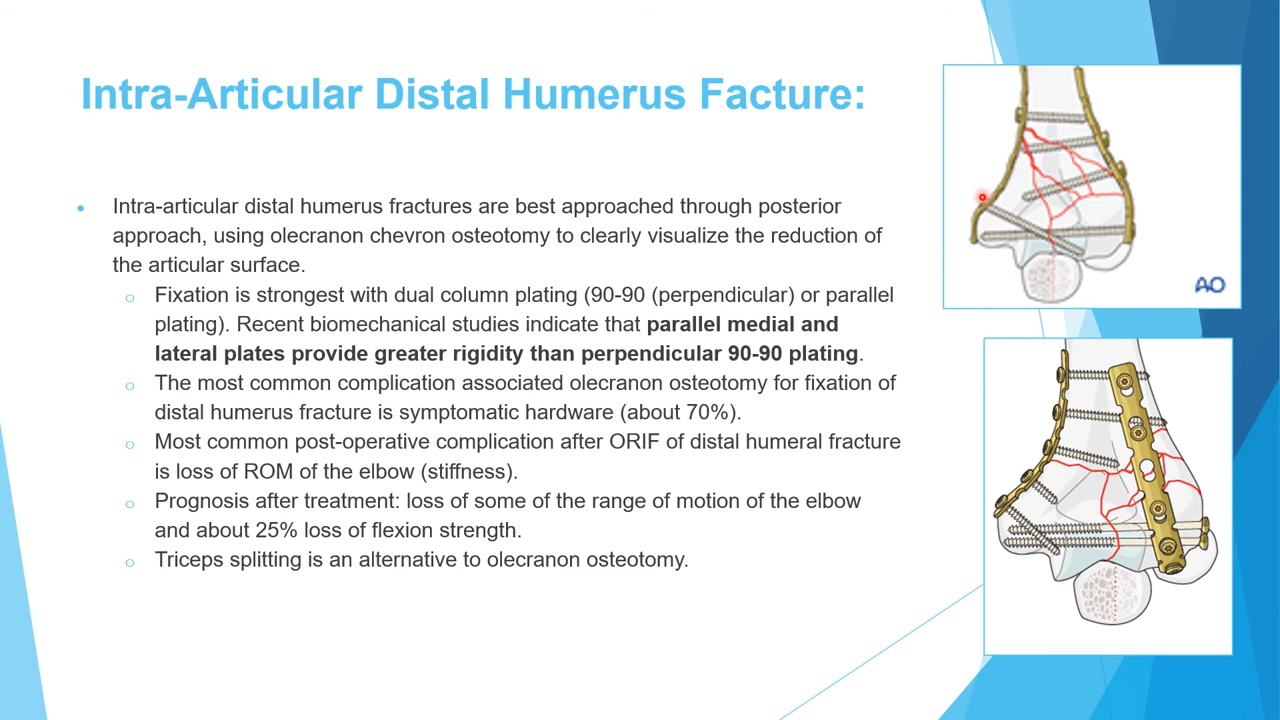 Intra-Articular Distal Humerus Facture:
Intra-articular distal humerus fractures are best approached through posterior
approach, using olecranon chevron osteotomy to clearly visualize the reduction of
the articular surface.
Fixation is strongest with dual column plating (90-90 (perpendicular) or parallel
plating). Recent biomechanical studies indicate that parallel medial and
lateral plates provide greater rigidity than perpendicular 90-90 plating.
The most common complication associated olecranon osteotomy for fixation of
distal humerus fracture is symptomatic hardware (about 70%).
Most common post-operative complication after ORIF of distal humeral fracture
is loss of ROM of the elbow (stiffness).
Prognosis after treatment: loss of some of the range of motion of the elbow
and about 25% loss of flexion strength.
Triceps splitting is an alternative to olecranon osteotomy.
AO